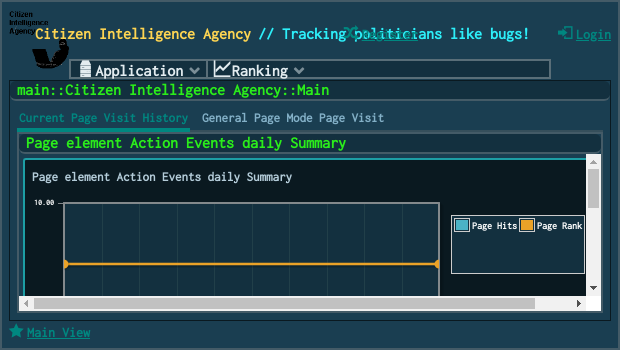 Citizen
Intelligence
Agency
Citizen Intelligence Agency // Tracking politicians like bugs!
Register
Login
Application
Ranking
main::Citizen Intelligence Agency::Main
Current Page Visit History
General Page Mode Page Visit
Page element Action Events daily Summary
Page element Action Events daily Summary
10.00
Page Hits
Page Rank
Main View